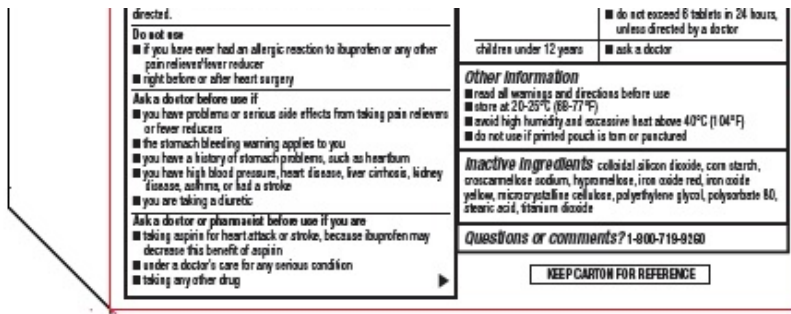 directed.
Do not use
■ if you have ever had an allergic reaction to ibuprofen or any other
pain reliever/fever reducer
■ right before or after heart surgery
Ask a doctor before use if
■ you have problems or serious side effects from taking pain relievers
or fever reducers
■ the stomach bleeding warning applies to you
■ you have a history of stomach problems, such as heartburn
■ you have high blood pressure, heart disease, liver cirrhosis, kidney
disease, asthma, or had a stroke
■ you are taking a diuretic
Ask a doctor or pharmacist before use if you are
■ taking aspirin for heart attack or stroke, because ibuprofen may
decrease this benefit of aspirin
■ under a doctor's care for any serious condition
■ taking any other drug
■ do not exceed 6 tablets in 24 hours,
unless directed by a doctor
children under 12 years ■ ask a doctor
Other information
■ read all warnings and directions before use
■ store at 20-25°C (68-77°F)
■ avoid high humidity and excessive heat above 40°C (104°F)
■ do not use if printed pouch is torn or punctured
Inactive ingredients colloidal silicon dioxide, corn starch,
croscarmellose sodium, hypromellose, iron oxide red, iron oxide
yellow, microcrystalline cellulose, polyethylene glycol, polysorbate 80,
stearic acid, titanium dioxide
Questions or comments? 1-800-719-9260
KEEP CARTON FOR REFERENCE